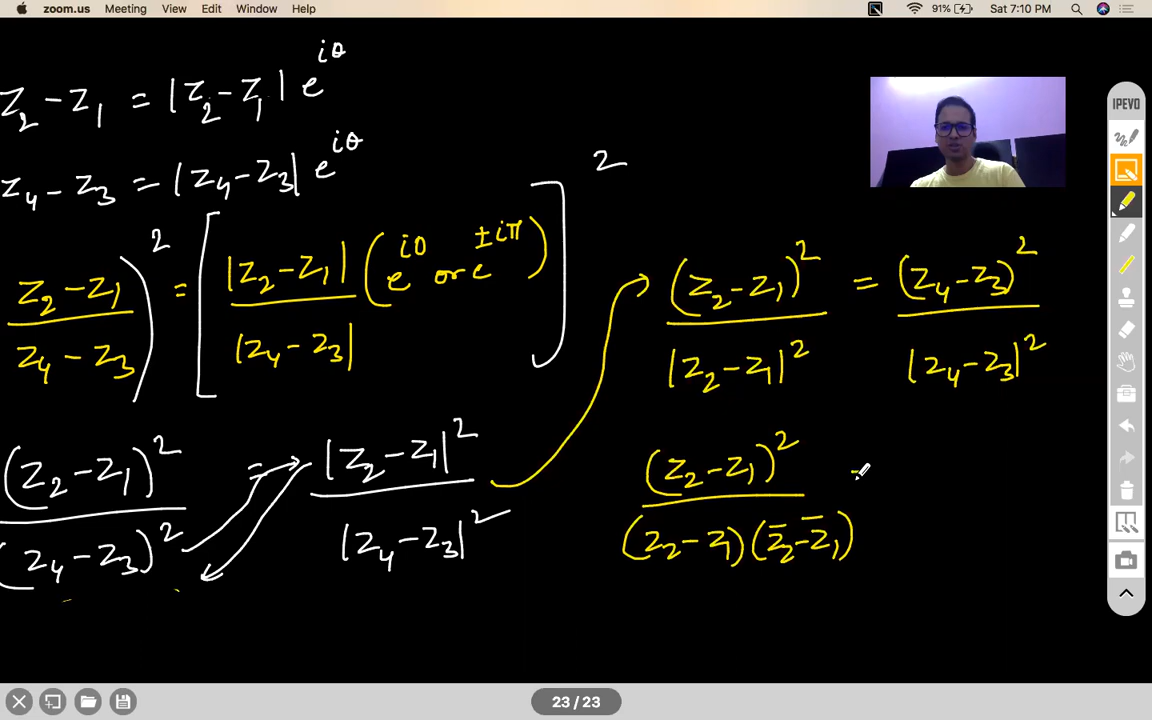 zoom.us Meeting View Edit Window Help 91% Sat 7:10 PM
IPEVO
z₂ - z₁ = |z₂ - z₁| e^{iθ}
z₄ - z₃ = |z₄ - z₃| e^{iθ}
(z₂ - z₁ / z₄ - z₃)² = [ |z₂ - z₁| / |z₄ - z₃| (e^{i0} or e^{±iπ}) ]²
(z₂ - z₁)² / (z₄ - z₃)² = |z₂ - z₁|² / |z₄ - z₃|²
(z₂ - z₁)² / |z₂ - z₁|² = (z₄ - z₃)² / |z₄ - z₃|²
(z₂ - z₁)² / (z₂ - z₁)(z̄₂ - z̄₁) =
23 / 23